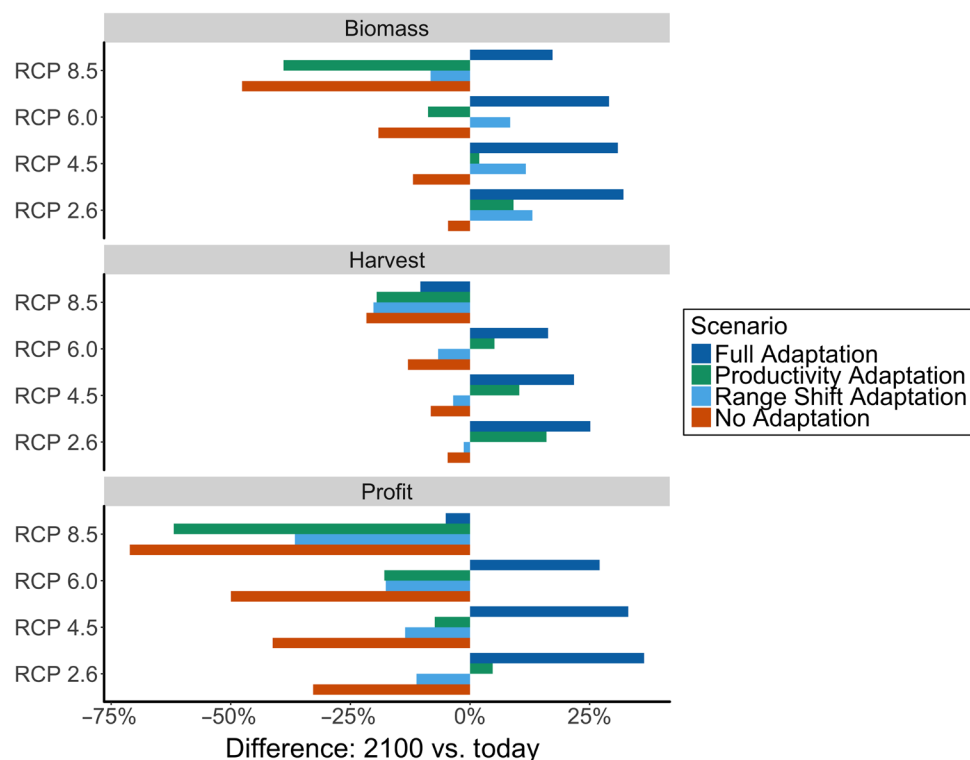 Biomass
RCP 8.5
RCP 6.0
RCP 4.5
RCP 2.6
Harvest
RCP 8.5
RCP 6.0
RCP 4.5
RCP 2.6
Profit
RCP 8.5
RCP 6.0
RCP 4.5
RCP 2.6
−75% −50% −25% 0% 25%
Difference: 2100 vs. today
Scenario
Full Adaptation
Productivity Adaptation
Range Shift Adaptation
No Adaptation